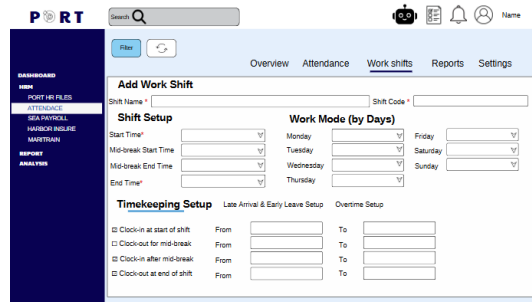 PORT
Search
Name
Filter
Overview Attendance Work shifts Reports Settings
DASHBOARD
HRM
PORT HR FILES
ATTENDACE
SEA PAYROLL
HARBOR INSURE
MARITRAIN
REPORT
ANALYSIS
Add Work Shift
Shift Name * Shift Code *
Shift Setup Work Mode (by Days)
Start Time* Monday Friday
Mid-break Start Time Tuesday Saturday
Mid-break End Time Wednesday Sunday
End Time* Thursday
Timekeeping Setup Late Arrival & Early Leave Setup Overtime Setup
Clock-in at start of shift From To
Clock-out for mid-break From To
Clock-in after mid-break From To
Clock-out at end of shift From To